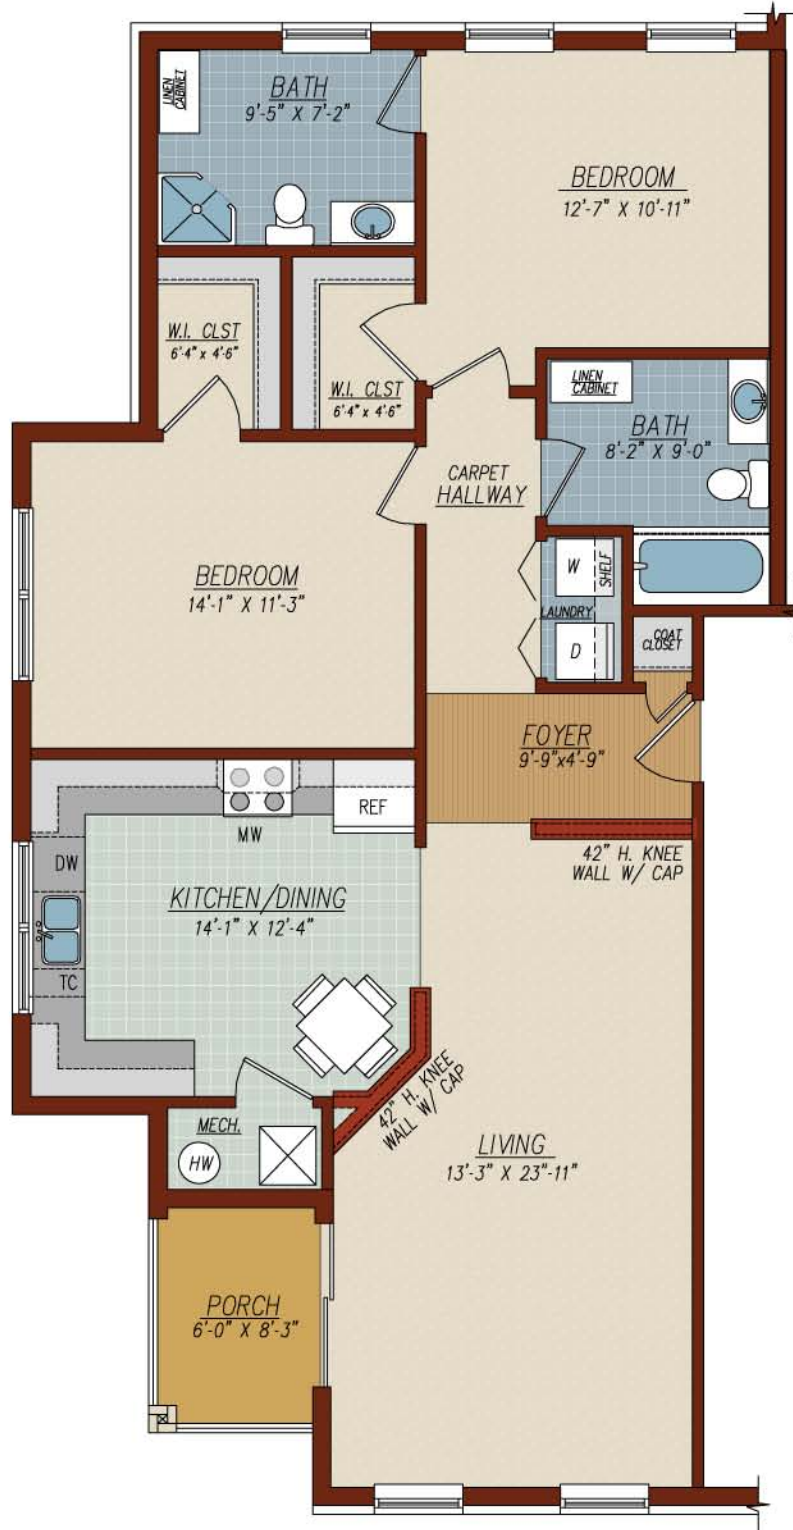 LINEN
CABINET
BATH
9'-5" X 7'-2"
BEDROOM
12'-7" X 10'-11"
W.I. CLST
6'4" x 4'6"
W.I. CLST
6'4" x 4'6"
LINEN
CABINET
BATH
8'-2" X 9'-0"
CARPET
HALLWAY
BEDROOM
14'-1" X 11'-3"
W
SHELF
LAUNDRY
D
COAT
CLOSET
FOYER
9'-9"x4'-9"
REF
MW
42" H. KNEE
WALL W/ CAP
DW
KITCHEN/DINING
14'-1" X 12'-4"
TC
42" H. KNEE
WALL W/ CAP
MECH.
HW
LIVING
13'-3" X 23"-11"
PORCH
6'-0" X 8'-3"